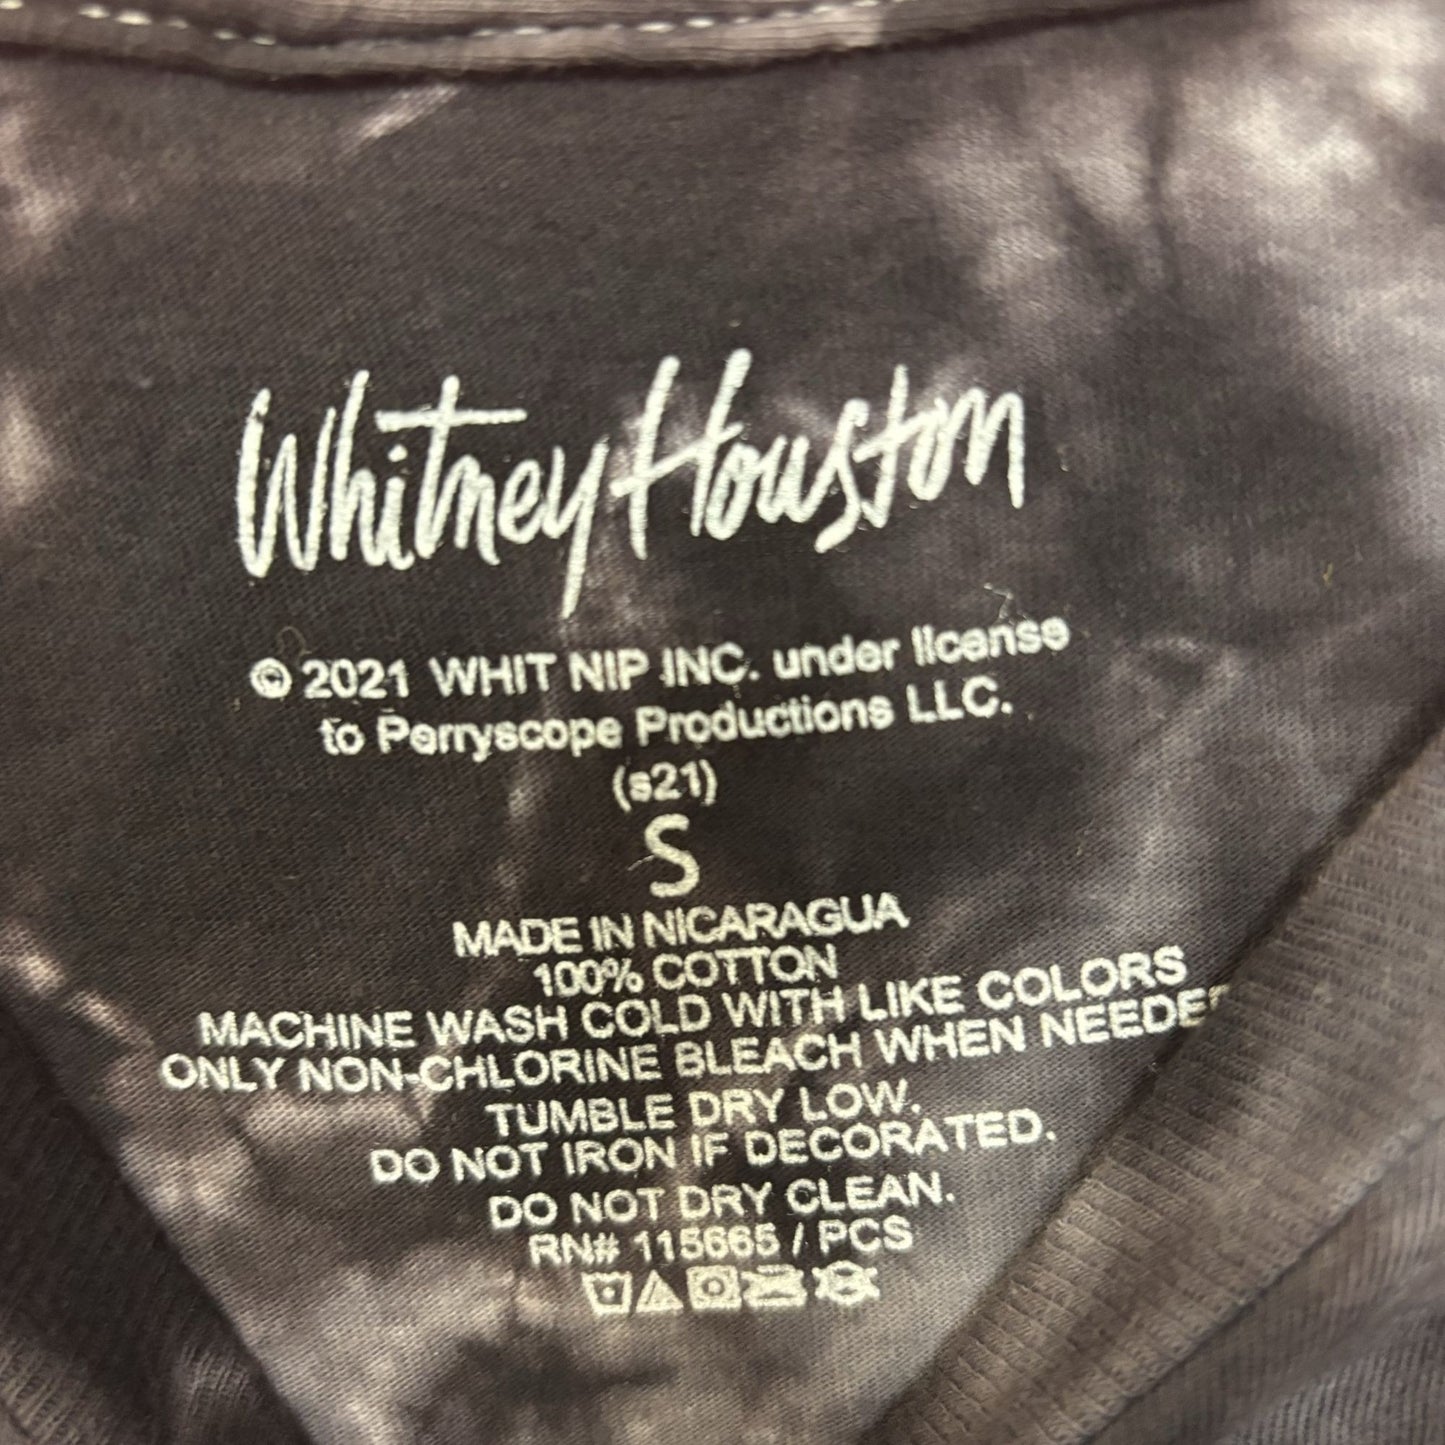 Whitney Houston
© 2021 WHIT NIP INC. under license
to Perryscope Productions LLC.
(s21)
S
MADE IN NICARAGUA
100% COTTON
MACHINE WASH COLD WITH LIKE COLORS
ONLY NON-CHLORINE BLEACH WHEN NEEDE
TUMBLE DRY LOW.
DO NOT IRON IF DECORATED.
DO NOT DRY CLEAN.
RN# 115665 / PCS